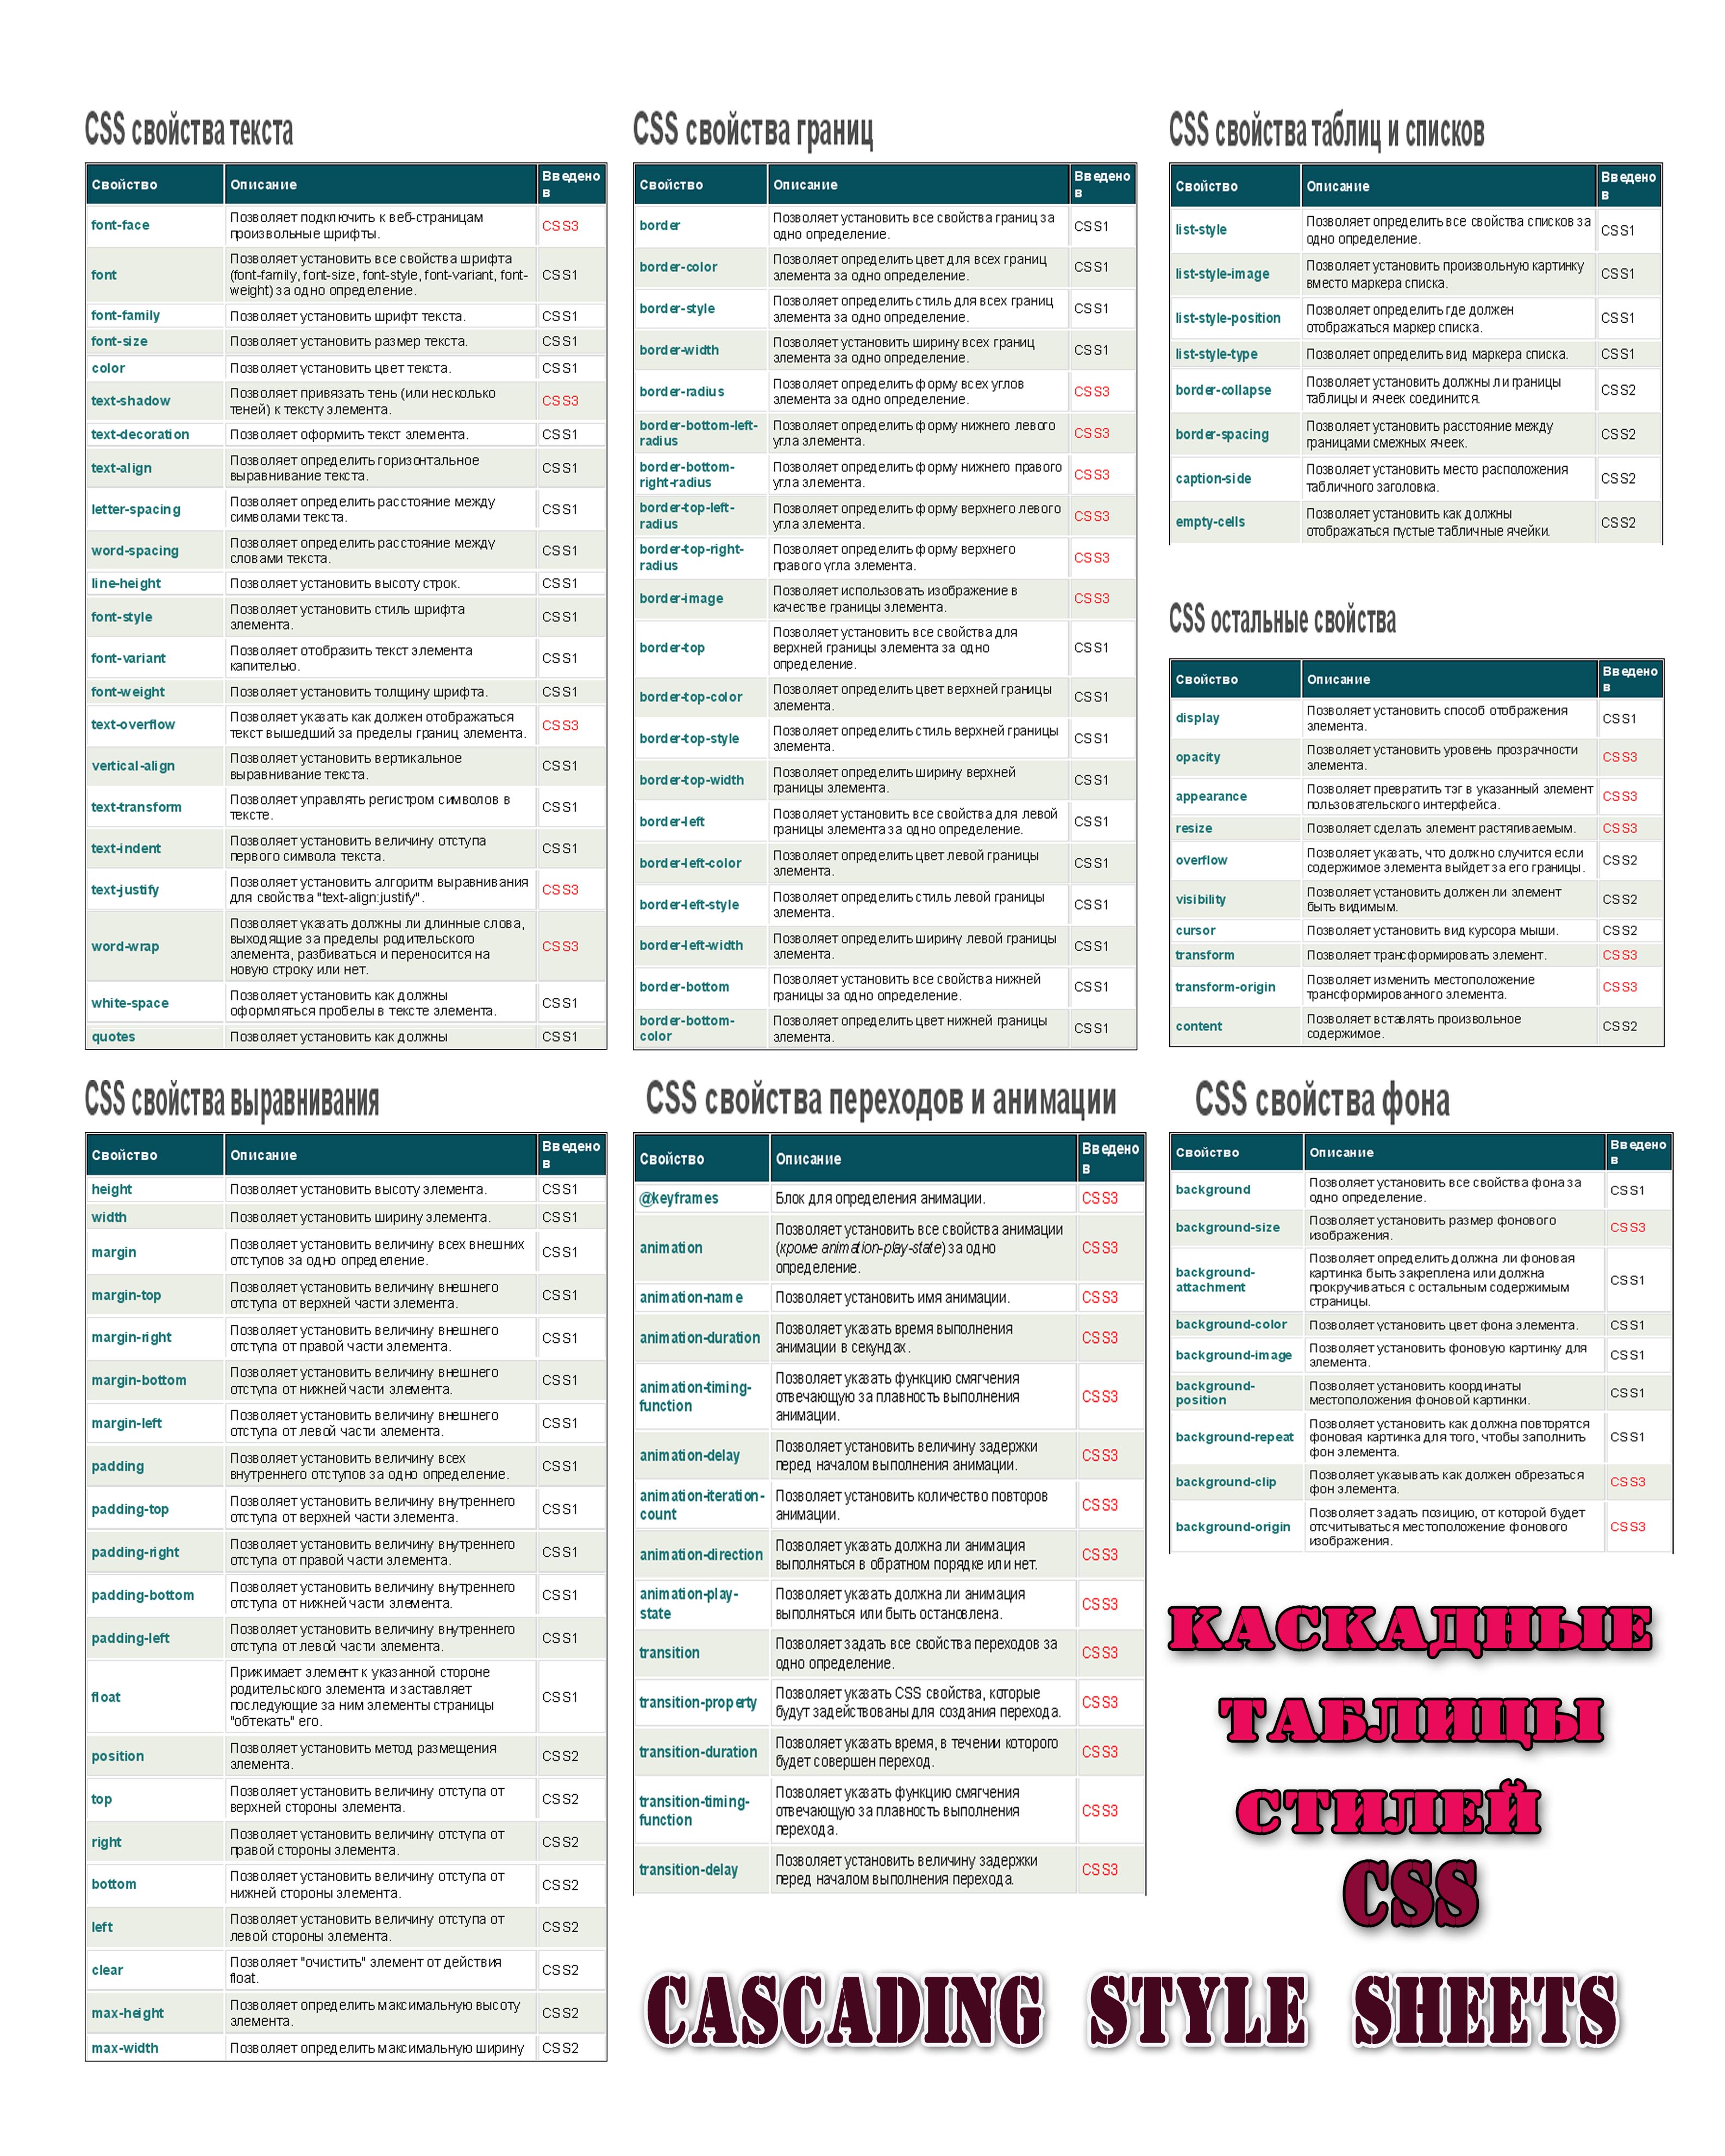 CSS свойства текста
Свойство Описание Введено в
font-face Позволяет подключить к веб-страницам произвольные шрифты. CSS3
font Позволяет установить все свойства шрифта (font-family, font-size, font-style, font-variant, font-weight) за одно определение. CSS1
font-family Позволяет установить шрифт текста. CSS1
font-size Позволяет установить размер текста. CSS1
color Позволяет установить цвет текста. CSS1
text-shadow Позволяет привязать тень (или несколько теней) к тексту элемента. CSS3
text-decoration Позволяет оформить текст элемента. CSS1
text-align Позволяет определить горизонтальное выравнивание текста. CSS1
letter-spacing Позволяет определить расстояние между символами текста. CSS1
word-spacing Позволяет определить расстояние между словами текста. CSS1
line-height Позволяет установить высоту строк. CSS1
font-style Позволяет установить стиль шрифта элемента. CSS1
font-variant Позволяет отобразить текст элемента капителью. CSS1
font-weight Позволяет установить толщину шрифта. CSS1
text-overflow Позволяет указать как должен отображаться текст вышедший за пределы границ элемента. CSS3
vertical-align Позволяет установить вертикальное выравнивание текста. CSS1
text-transform Позволяет управлять регистром символов в тексте. CSS1
text-indent Позволяет установить величину отступа первого символа текста. CSS1
text-justify Позволяет установить алгоритм выравнивания для свойства "text-align:justify". CSS3
word-wrap Позволяет указать должны ли длинные слова, выходящие за пределы родительского элемента, разбиваться и переносится на новую строку или нет. CSS3
white-space Позволяет установить как должны оформляться пробелы в тексте элемента. CSS1
quotes Позволяет установить как должны CSS1
CSS свойства границ
Свойство Описание Введено в
border Позволяет установить все свойства границ за одно определение. CSS1
border-color Позволяет определить цвет для всех границ элемента за одно определение. CSS1
border-style Позволяет определить стиль для всех границ элемента за одно определение. CSS1
border-width Позволяет установить ширину всех границ элемента за одно определение. CSS1
border-radius Позволяет определить форму всех углов элемента за одно определение. CSS3
border-bottom-left-radius Позволяет определить форму нижнего левого угла элемента. CSS3
border-bottom-right-radius Позволяет определить форму нижнего правого угла элемента. CSS3
border-top-left-radius Позволяет определить форму верхнего левого угла элемента. CSS3
border-top-right-radius Позволяет определить форму верхнего правого угла элемента. CSS3
border-image Позволяет использовать изображение в качестве границы элемента. CSS3
border-top Позволяет установить все свойства для верхней границы элемента за одно определение. CSS1
border-top-color Позволяет определить цвет верхней границы элемента. CSS1
border-top-style Позволяет определить стиль верхней границы элемента. CSS1
border-top-width Позволяет определить ширину верхней границы элемента. CSS1
border-left Позволяет установить все свойства для левой границы элемента за одно определение. CSS1
border-left-color Позволяет определить цвет левой границы элемента. CSS1
border-left-style Позволяет определить стиль левой границы элемента. CSS1
border-left-width Позволяет определить ширину левой границы элемента. CSS1
border-bottom Позволяет установить все свойства нижней границы за одно определение. CSS1
border-bottom-color Позволяет определить цвет нижней границы элемента. CSS1
CSS свойства таблиц и списков
Свойство Описание Введено в
list-style Позволяет определить все свойства списков за одно определение. CSS1
list-style-image Позволяет установить произвольную картинку вместо маркера списка. CSS1
list-style-position Позволяет определить где должен отображаться маркер списка. CSS1
list-style-type Позволяет определить вид маркера списка. CSS1
border-collapse Позволяет установить должны ли границы таблицы и ячеек соединится. CSS2
border-spacing Позволяет установить расстояние между границами смежных ячеек. CSS2
caption-side Позволяет установить место расположения табличного заголовка. CSS2
empty-cells Позволяет установить как должны отображаться пустые табличные ячейки. CSS2
CSS остальные свойства
Свойство Описание Введено в
display Позволяет установить способ отображения элемента. CSS1
opacity Позволяет установить уровень прозрачности элемента. CSS3
appearance Позволяет превратить тэг в указанный элемент пользовательского интерфейса. CSS3
resize Позволяет сделать элемент растягиваемым. CSS3
overflow Позволяет указать, что должно случится если содержимое элемента выйдет за его границы. CSS2
visibility Позволяет установить должен ли элемент быть видимым. CSS2
cursor Позволяет установить вид курсора мыши. CSS2
transform Позволяет трансформировать элемент. CSS3
transform-origin Позволяет изменить местоположение трансформированного элемента. CSS3
content Позволяет вставлять произвольное содержимое. CSS2
CSS свойства выравнивания
Свойство Описание Введено в
height Позволяет установить высоту элемента. CSS1
width Позволяет установить ширину элемента. CSS1
margin Позволяет установить величину всех внешних отступов за одно определение. CSS1
margin-top Позволяет установить величину внешнего отступа от верхней части элемента. CSS1
margin-right Позволяет установить величину внешнего отступа от правой части элемента. CSS1
margin-bottom Позволяет установить величину внешнего отступа от нижней части элемента. CSS1
margin-left Позволяет установить величину внешнего отступа от левой части элемента. CSS1
padding Позволяет установить величину всех внутреннего отступов за одно определение. CSS1
padding-top Позволяет установить величину внутреннего отступа от верхней части элемента. CSS1
padding-right Позволяет установить величину внутреннего отступа от правой части элемента. CSS1
padding-bottom Позволяет установить величину внутреннего отступа от нижней части элемента. CSS1
padding-left Позволяет установить величину внутреннего отступа от левой части элемента. CSS1
float Прижимает элемент к указанной стороне родительского элемента и заставляет последующие за ним элементы страницы "обтекать" его. CSS1
position Позволяет установить метод размещения элемента. CSS2
top Позволяет установить величину отступа от верхней стороны элемента. CSS2
right Позволяет установить величину отступа от правой стороны элемента. CSS2
bottom Позволяет установить величину отступа от нижней стороны элемента. CSS2
left Позволяет установить величину отступа от левой стороны элемента. CSS2
clear Позволяет "очистить" элемент от действия float. CSS2
max-height Позволяет определить максимальную высоту элемента. CSS2
max-width Позволяет определить максимальную ширину CSS2
CSS свойства переходов и анимации
Свойство Описание Введено в
@keyframes Блок для определения анимации. CSS3
animation Позволяет установить все свойства анимации (кроме animation-play-state) за одно определение. CSS3
animation-name Позволяет установить имя анимации. CSS3
animation-duration Позволяет указать время выполнения анимации в секундах. CSS3
animation-timing-function Позволяет указать функцию смягчения отвечающую за плавность выполнения анимации. CSS3
animation-delay Позволяет установить величину задержки перед началом выполнения анимации. CSS3
animation-iteration-count Позволяет установить количество повторов анимации. CSS3
animation-direction Позволяет указать должна ли анимация выполняться в обратном порядке или нет. CSS3
animation-play-state Позволяет указать должна ли анимация выполняться или быть остановлена. CSS3
transition Позволяет задать все свойства переходов за одно определение. CSS3
transition-property Позволяет указать CSS свойства, которые будут задействованы для создания перехода. CSS3
transition-duration Позволяет указать время, в течении которого будет совершен переход. CSS3
transition-timing-function Позволяет указать функцию смягчения отвечающую за плавность выполнения перехода. CSS3
transition-delay Позволяет установить величину задержки перед началом выполнения перехода. CSS3
CSS свойства фона
Свойство Описание Введено в
background Позволяет установить все свойства фона за одно определение. CSS1
background-size Позволяет установить размер фонового изображения. CSS3
background-attachment Позволяет определить должна ли фоновая картинка быть закреплена или должна прокручиваться с остальным содержимым страницы. CSS1
background-color Позволяет установить цвет фона элемента. CSS1
background-image Позволяет установить фоновую картинку для элемента. CSS1
background-position Позволяет установить координаты местоположения фоновой картинки. CSS1
background-repeat Позволяет установить как должна повторятся фоновая картинка для того, чтобы заполнить фон элемента. CSS1
background-clip Позволяет указывать как должен обрезаться фон элемента. CSS3
background-origin Позволяет задать позицию, от которой будет отсчитываться местоположение фонового изображения. CSS3
КАСКАДНЫЕ
ТАБЛИЦЫ
СТИЛЕЙ
CSS
CASCADING STYLE SHEETS